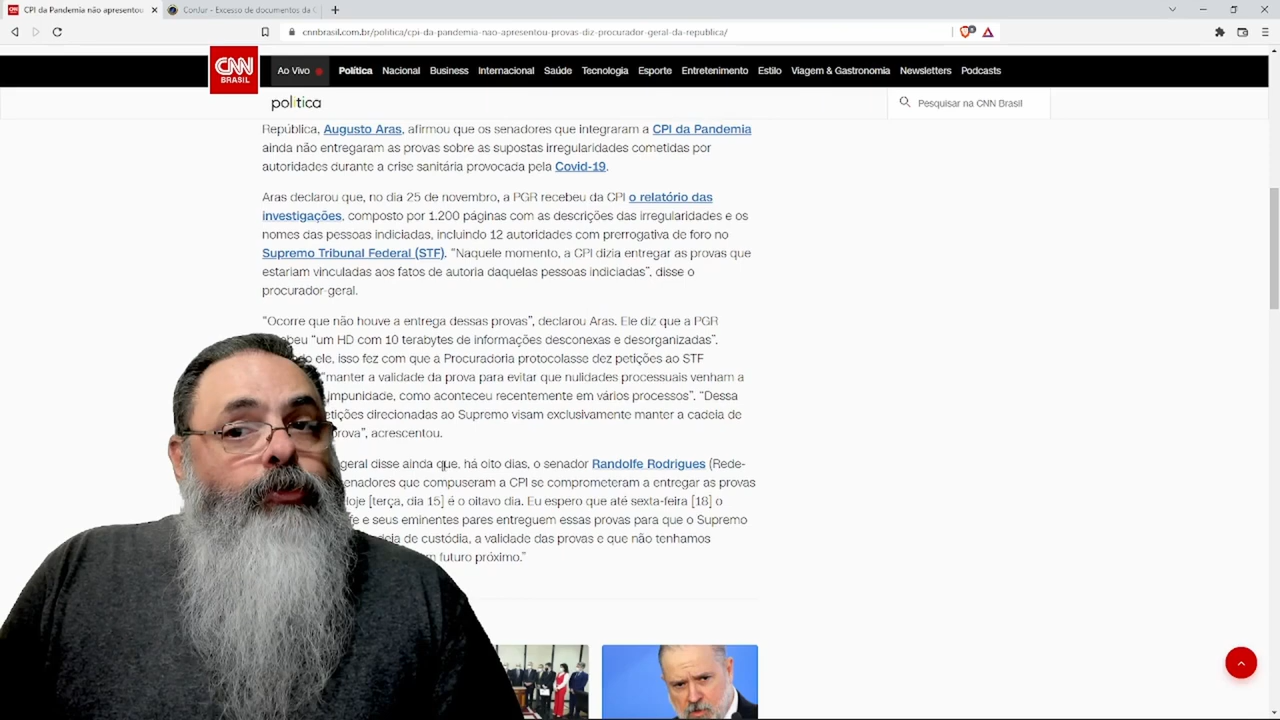 CPI da Pandemia não apresentou
ConJur - Excesso de documentos da C
cnnbrasil.com.br/politica/cpi-da-pandemia-nao-apresentou-provas-diz-procurador-geral-da-republica/
CNN
BRASIL
Ao Vivo
Política
Nacional
Business
Internacional
Saúde
Tecnologia
Esporte
Entretenimento
Estilo
Viagem & Gastronomia
Newsletters
Podcasts
política
Pesquisar na CNN Brasil
República, Augusto Aras, afirmou que os senadores que integraram a CPI da Pandemia
ainda não entregaram as provas sobre as supostas irregularidades cometidas por
autoridades durante a crise sanitária provocada pela Covid-19.
Aras declarou que, no dia 25 de novembro, a PGR recebeu da CPI o relatório das
investigações, composto por 1.200 páginas com as descrições das irregularidades e os
nomes das pessoas indiciadas, incluindo 12 autoridades com prerrogativa de foro no
Supremo Tribunal Federal (STF). “Naquele momento, a CPI dizia entregar as provas que
estariam vinculadas aos fatos de autoria daquelas pessoas indiciadas”, disse o
procurador-geral.
“Ocorre que não houve a entrega dessas provas”, declarou Aras. Ele diz que a PGR
“um HD com 10 terabytes de informações desconexas e desorganizadas”.
ele, isso fez com que a Procuradoria protocolasse dez petições ao STF
“manter a validade da prova para evitar que nulidades processuais venham a
impunidade, como aconteceu recentemente em vários processos”. “Dessa
direcionadas ao Supremo visam exclusivamente manter a cadeia de
prova”, acrescentou.
geral disse ainda que, há oito dias, o senador Randolfe Rodrigues (Rede-
que compuseram a CPI se comprometeram a entregar as provas
[terça, dia 15] é o oitavo dia. Eu espero que até sexta-feira [18] o
e seus eminentes pares entreguem essas provas para que o Supremo
de custódia, a validade das provas e que não tenhamos
futuro próximo.”